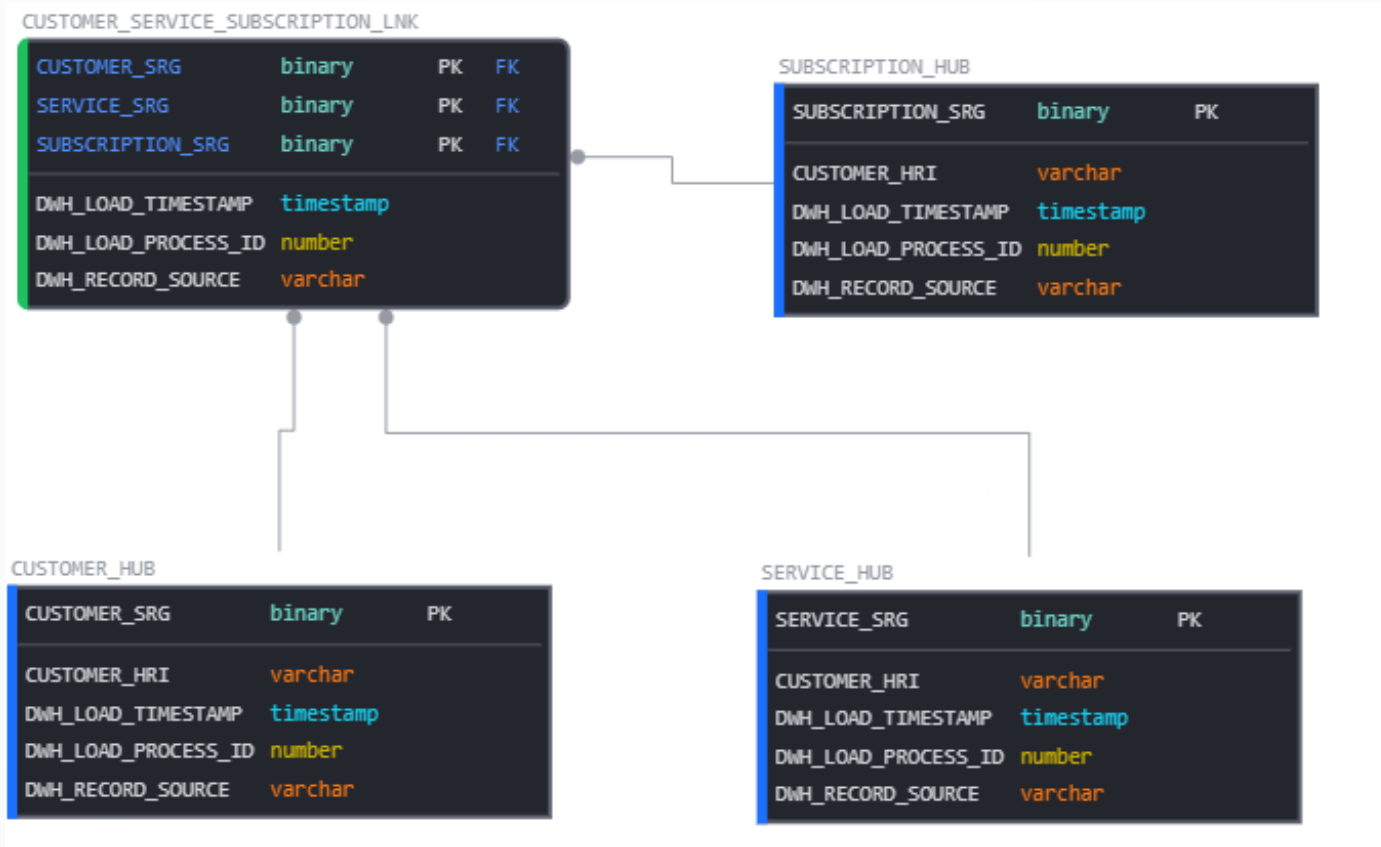 CUSTOMER_SERVICE_SUBSCRIPTION_LNK
CUSTOMER_SRG binary PK FK
SERVICE_SRG binary PK FK
SUBSCRIPTION_SRG binary PK FK
DWH_LOAD_TIMESTAMP timestamp
DWH_LOAD_PROCESS_ID number
DWH_RECORD_SOURCE varchar
SUBSCRIPTION_HUB
SUBSCRIPTION_SRG binary PK
CUSTOMER_HRI varchar
DWH_LOAD_TIMESTAMP timestamp
DWH_LOAD_PROCESS_ID number
DWH_RECORD_SOURCE varchar
CUSTOMER_HUB
CUSTOMER_SRG binary PK
CUSTOMER_HRI varchar
DWH_LOAD_TIMESTAMP timestamp
DWH_LOAD_PROCESS_ID number
DWH_RECORD_SOURCE varchar
SERVICE_HUB
SERVICE_SRG binary PK
CUSTOMER_HRI varchar
DWH_LOAD_TIMESTAMP timestamp
DWH_LOAD_PROCESS_ID number
DWH_RECORD_SOURCE varchar